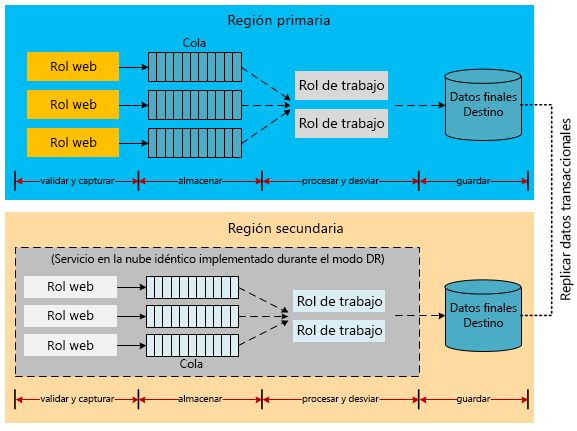 Región primaria
Cola
Rol web
Rol web
Rol web
Rol de trabajo
Rol de trabajo
Datos finales
Destino
validar y capturar
almacenar
procesar y desviar
guardar
Replicar datos transaccionales
Región secundaria
(Servicio en la nube idéntico implementado durante el modo DR)
Rol web
Rol web
Rol web
Rol de trabajo
Rol de trabajo
Datos finales
Destino
Cola
validar y capturar
almacenar
procesar y desviar
guardar